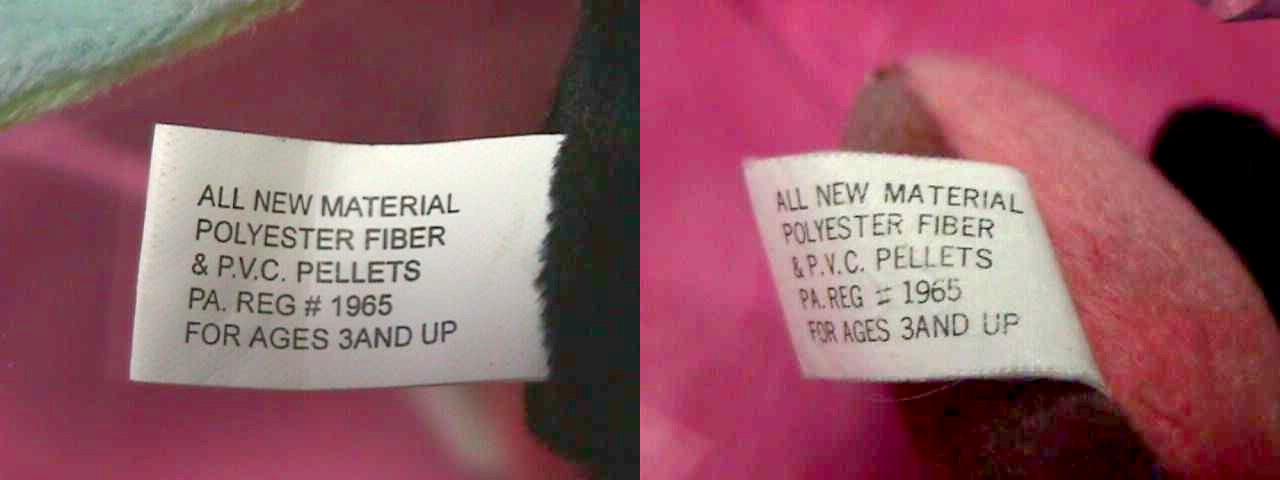 ALL NEW MATERIAL
POLYESTER FIBER
& P.V.C. PELLETS
PA. REG # 1965
FOR AGES 3AND UP
ALL NEW MATERIAL
POLYESTER FIBER
& P.V.C. PELLETS
PA. REG # 1965
FOR AGES 3AND UP